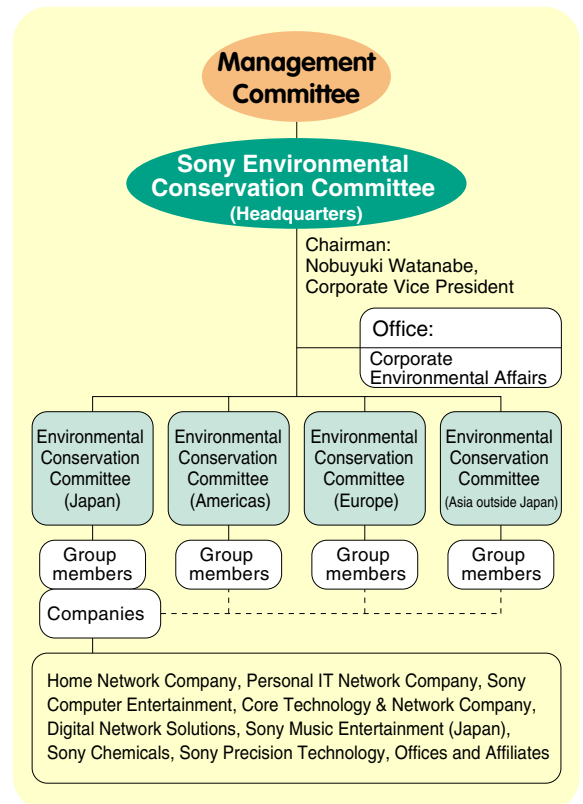 Management
Committee
Sony Environmental
Conservation Committee
(Headquarters)
Chairman:
Nobuyuki Watanabe,
Corporate Vice President
Office:
Corporate
Environmental Affairs
Environmental
Conservation
Committee
(Japan)
Environmental
Conservation
Committee
(Americas)
Environmental
Conservation
Committee
(Europe)
Environmental
Conservation
Committee
(Asia outside Japan)
Group
members
Group
members
Group
members
Group
members
Companies
Home Network Company, Personal IT Network Company, Sony
Computer Entertainment, Core Technology & Network Company,
Digital Network Solutions, Sony Music Entertainment (Japan),
Sony Chemicals, Sony Precision Technology, Offices and Affiliates